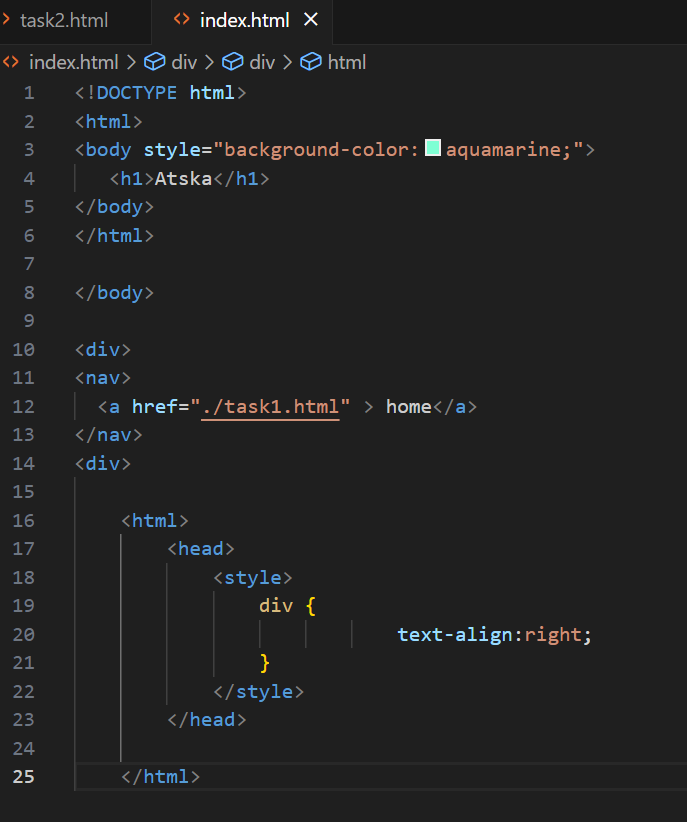 task2.html index.html
index.html > div > div > html
1 <!DOCTYPE html>
2 <html>
3 <body style="background-color: aquamarine;">
4 <h1>Atska</h1>
5 </body>
6 </html>
7
8 </body>
9
10 <div>
11 <nav>
12 <a href="./task1.html" > home</a>
13 </nav>
14 <div>
15
16 <html>
17 <head>
18 <style>
19 div {
20 text-align:right;
21 }
22 </style>
23 </head>
24
25 </html>